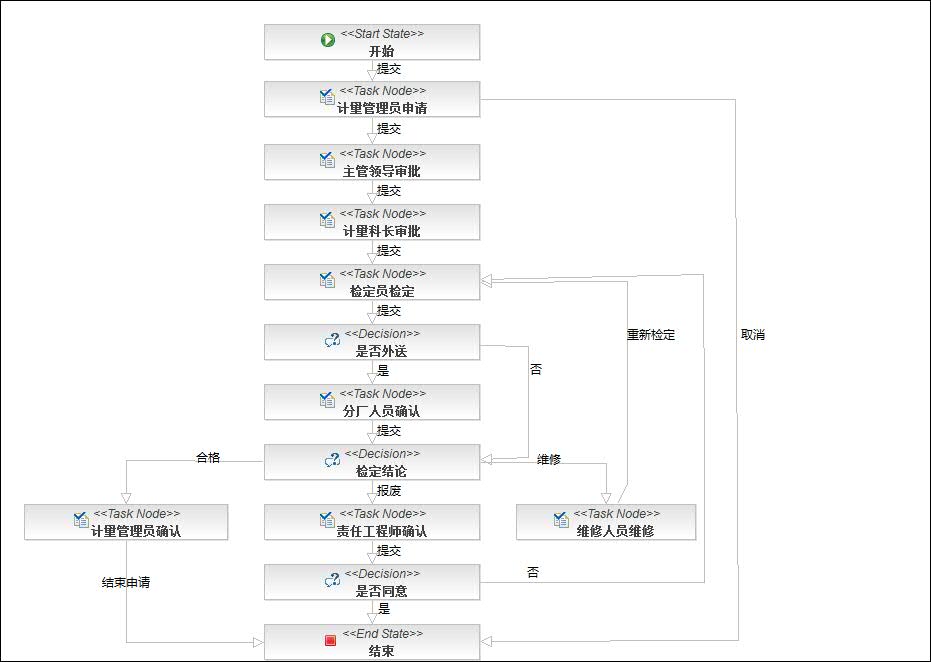 <<Start State>>
开始
提交
<<Task Node>>
计量管理员申请
提交
<<Task Node>>
主管领导审批
提交
<<Task Node>>
计量科长审批
提交
<<Task Node>>
检定员检定
提交
<<Decision>>
是否外送
重新检定
取消
是
否
<<Task Node>>
分厂人员确认
提交
<<Decision>>
检定结论
合格
维修
报废
<<Task Node>>
计量管理员确认
<<Task Node>>
责任工程师确认
<<Task Node>>
维修人员维修
提交
<<Decision>>
是否同意
结束申请
否
是
<<End State>>
结束